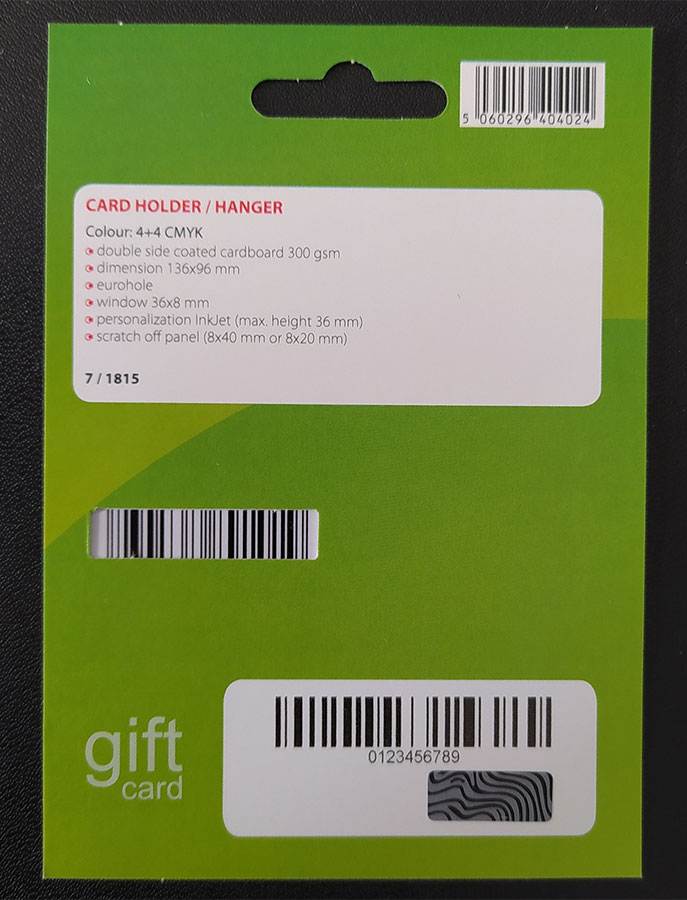 5 060296 404024
CARD HOLDER / HANGER
Colour: 4+4 CMYK
double side coated cardboard 300 gsm
dimension 136x96 mm
eurohole
window 36x8 mm
personalization InkJet (max. height 36 mm)
scratch off panel (8x40 mm or 8x20 mm)
7 / 1815
0123456789
gift
card